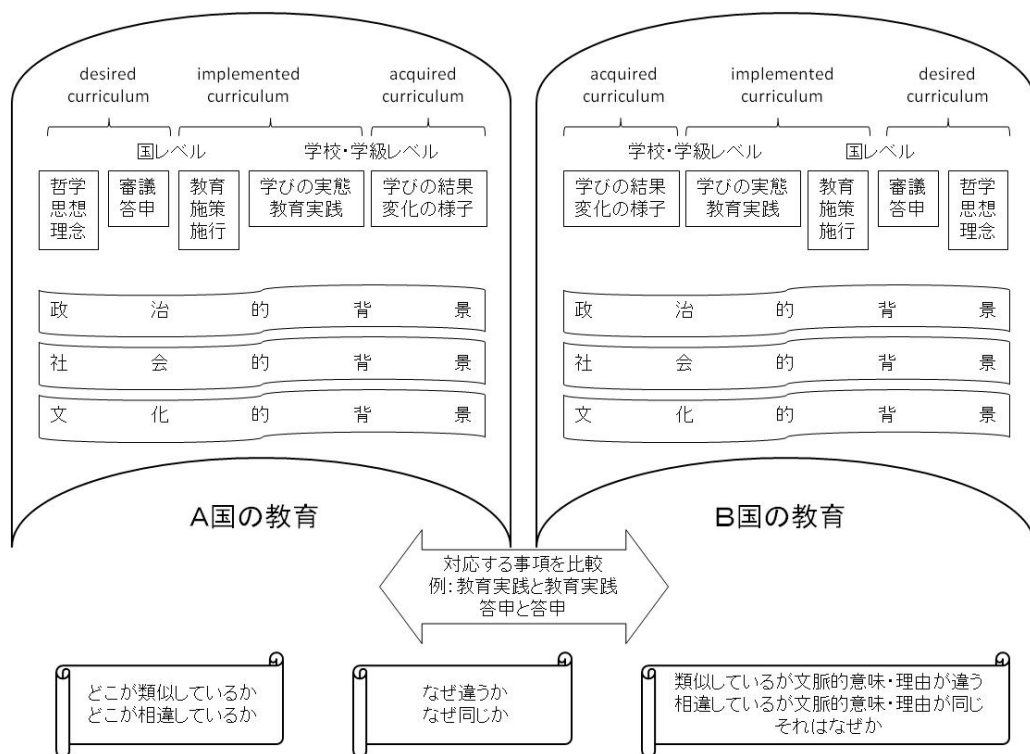 desired
curriculum
implemented
curriculum
acquired
curriculum
国レベル
学校・学級レベル
哲学
思想
理念
審議
答申
教育
施策
施行
学びの実態
教育実践
学びの結果
変化の様子
政治的背景
社会的背景
文化的背景
A国の教育
acquired
curriculum
implemented
curriculum
desired
curriculum
学校・学級レベル
国レベル
学びの結果
変化の様子
学びの実態
教育実践
教育
施策
施行
審議
答申
哲学
思想
理念
政治的背景
社会的背景
文化的背景
B国の教育
対応する事項を比較
例:教育実践と教育実践
答申と答申
どこが類似しているか
どこが相違しているか
なぜ違うか
なぜ同じか
類似しているが文脈的意味・理由が違う
相違しているが文脈的意味・理由が同じ
それはなぜか